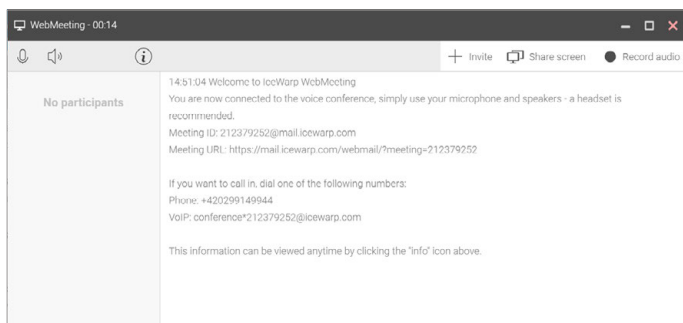 WebMeeting - 00:14
Invite
Share screen
Record audio
No participants
14:51:04 Welcome to IceWarp WebMeeting
You are now connected to the voice conference, simply use your microphone and speakers - a headset is
recommended.
Meeting ID: 212379252@mail.icewarp.com
Meeting URL: https://mail.icewarp.com/webmail/?meeting=212379252
If you want to call in, dial one of the following numbers:
Phone: +420299149944
VoIP: conference*212379252@icewarp.com
This information can be viewed anytime by clicking the "info" icon above.